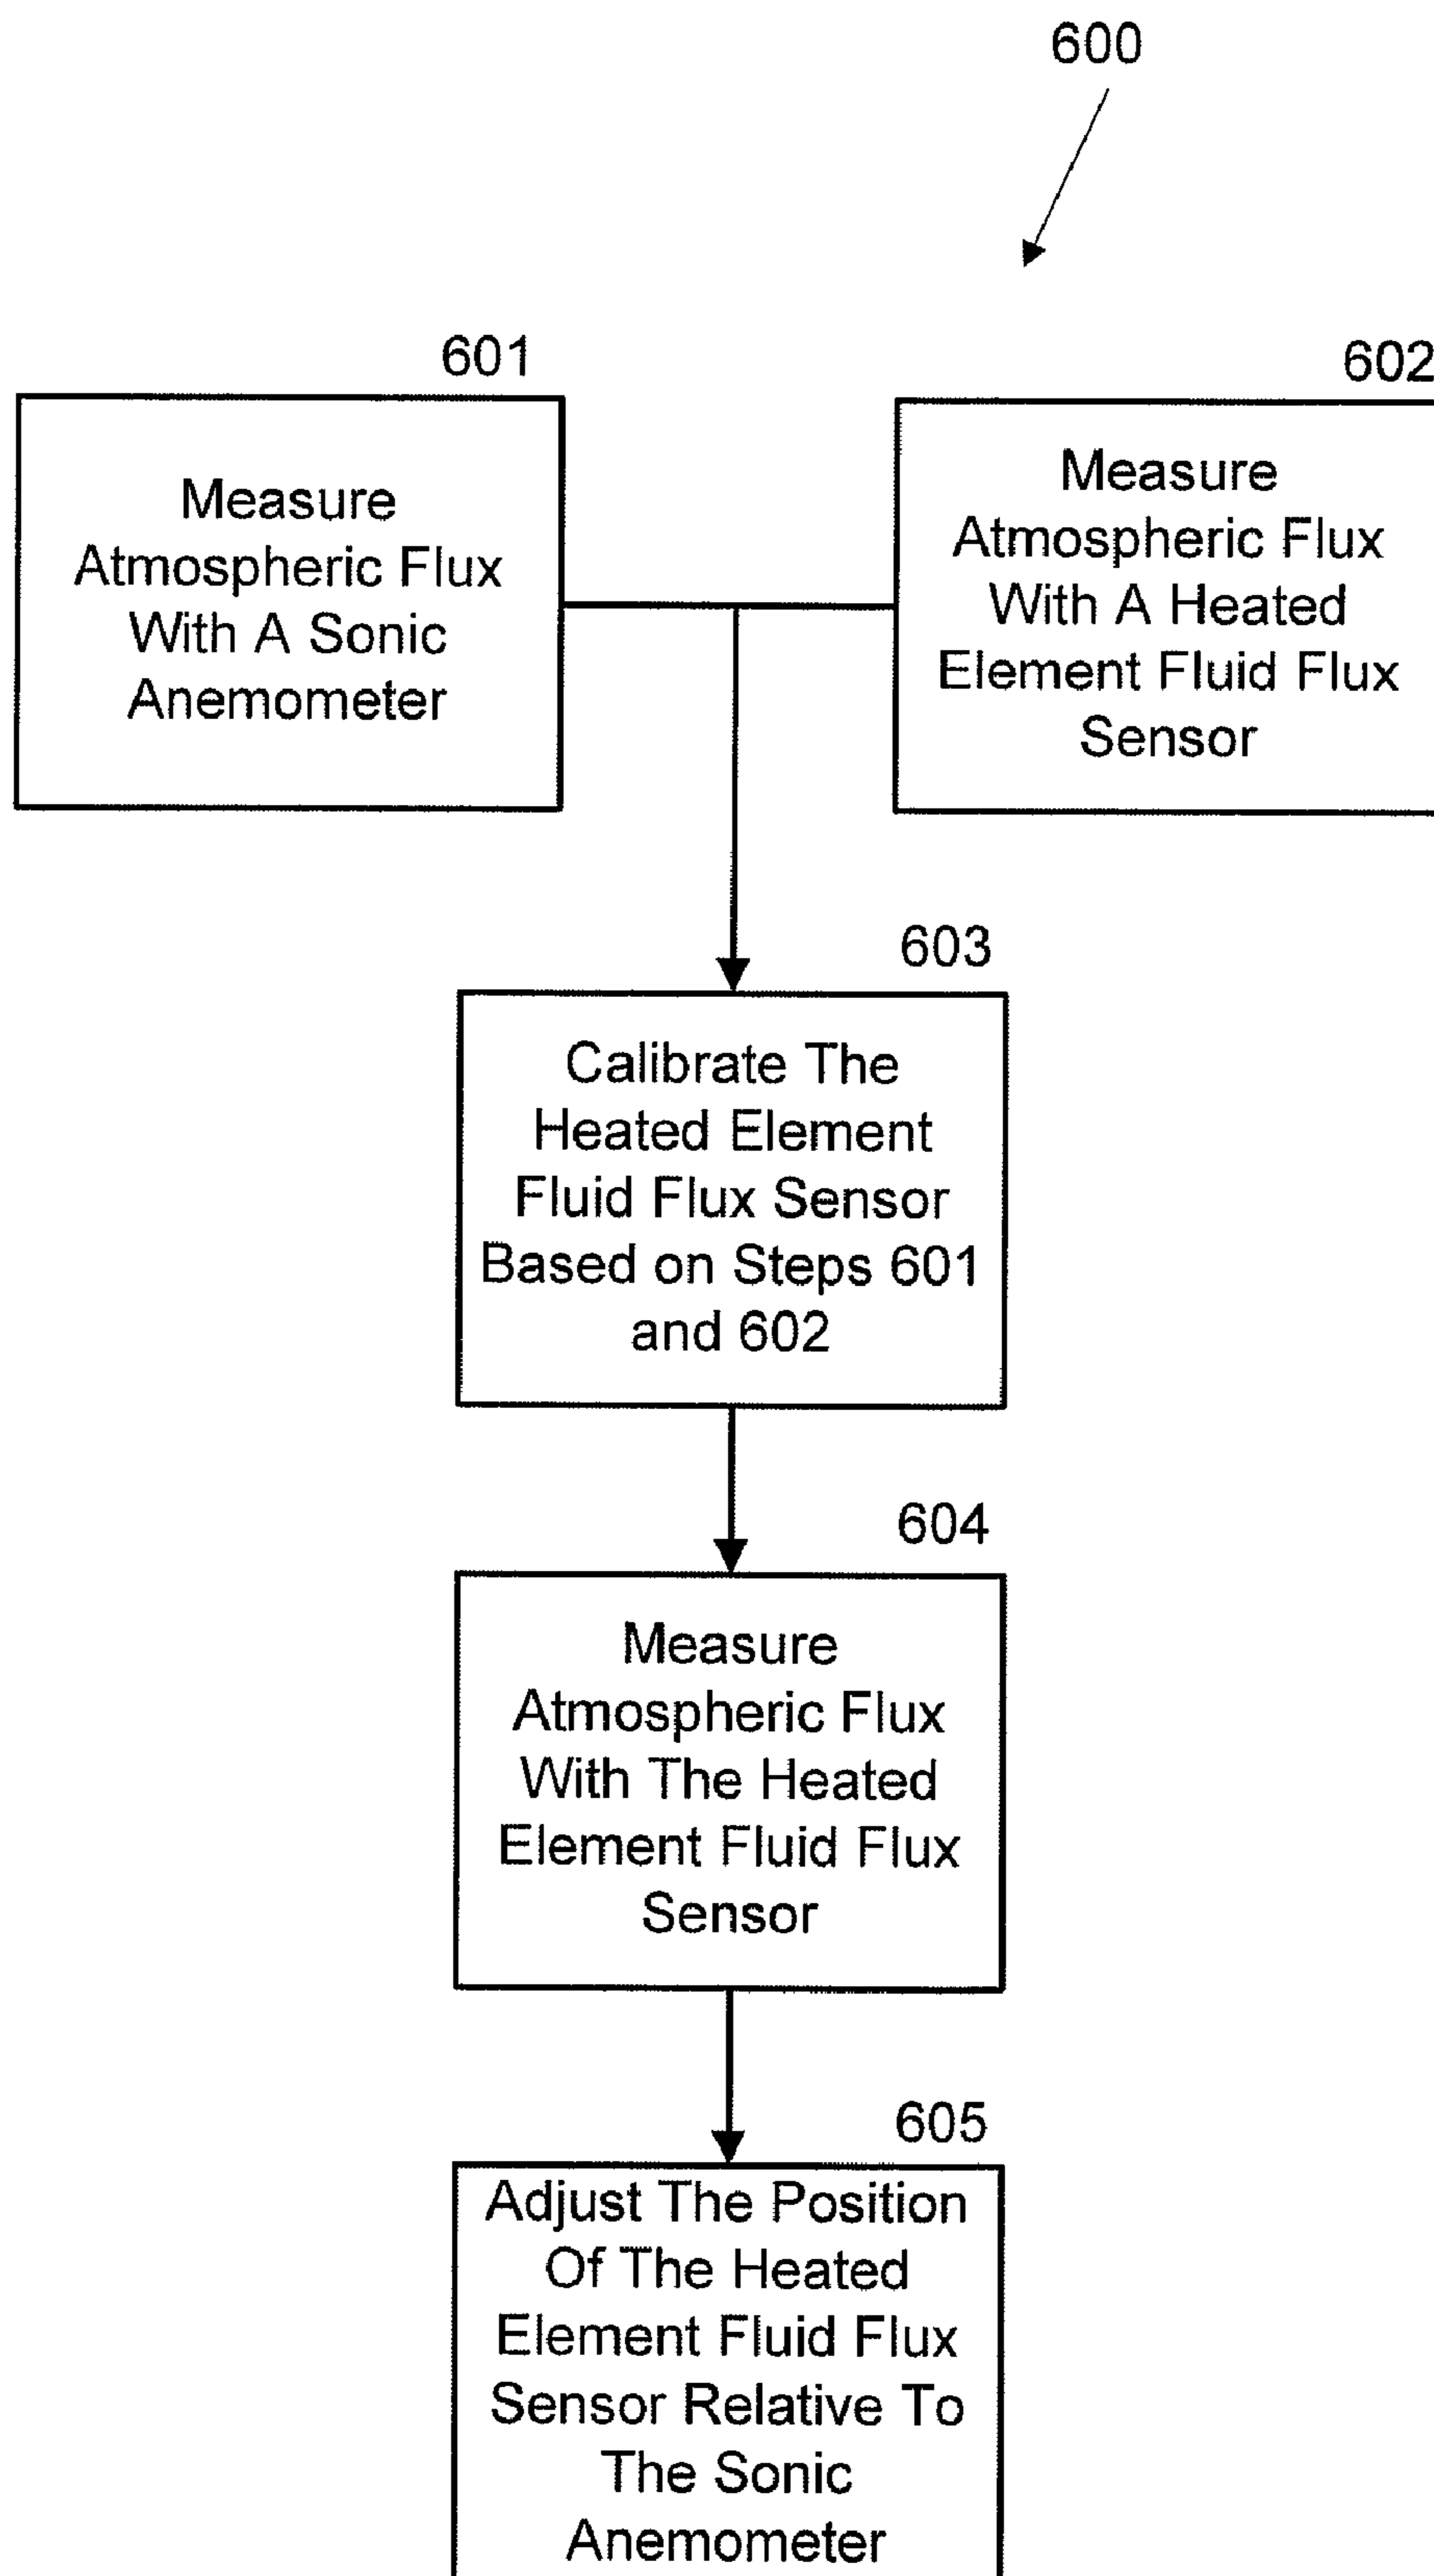 600
601
Measure
Atmospheric Flux
With A Sonic
Anemometer
602
Measure
Atmospheric Flux
With A Heated
Element Fluid Flux
Sensor
603
Calibrate The
Heated Element
Fluid Flux Sensor
Based on Steps 601
and 602
604
Measure
Atmospheric Flux
With The Heated
Element Fluid Flux
Sensor
605
Adjust The Position
Of The Heated
Element Fluid Flux
Sensor Relative To
The Sonic
Anemometer